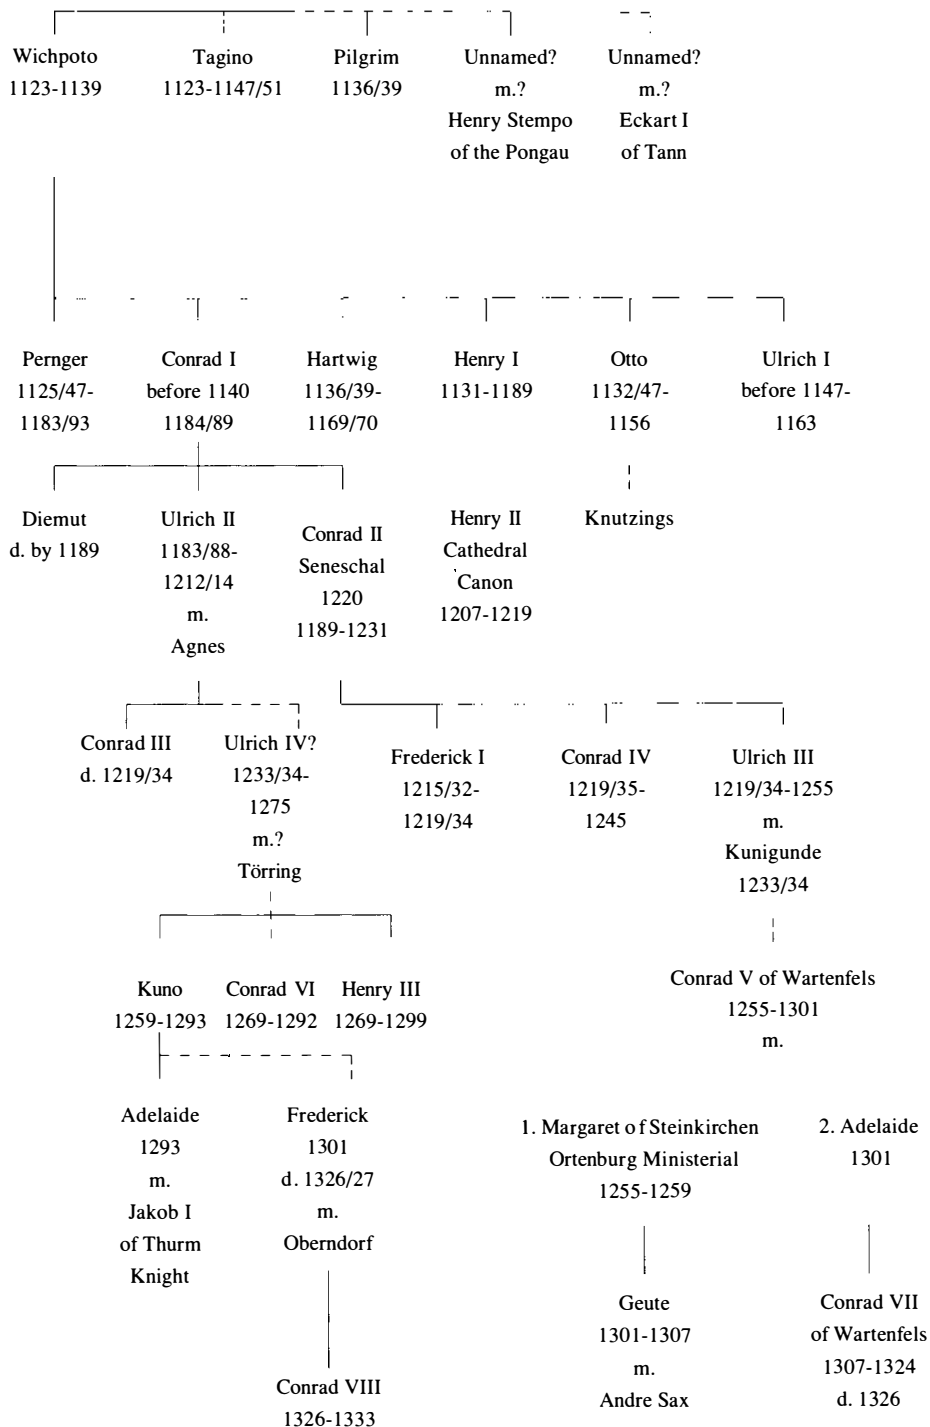 Wichpoto
1123-1139
Tagino
1123-1147/51
Pilgrim
1136/39
Unnamed?
m.?
Henry Stempo
of the Pongau
Unnamed?
m.?
Eckart I
of Tann
Pernger
1125/47-
1183/93
Conrad I
before 1140
1184/89
Hartwig
1136/39-
1169/70
Henry I
1131-1189
Otto
1132/47-
1156
Ulrich I
before 1147-
1163
Diemut
d. by 1189
Ulrich II
1183/88-
1212/14
m.
Agnes
Conrad II
Seneschal
1220
1189-1231
Henry II
Cathedral
Canon
1207-1219
Knutzings
Conrad III
d. 1219/34
Ulrich IV?
1233/34-
1275
m.?
Törring
Frederick I
1215/32-
1219/34
Conrad IV
1219/35-
1245
Ulrich III
1219/34-1255
m.
Kunigunde
1233/34
Kuno
1259-1293
Conrad VI
1269-1292
Henry III
1269-1299
Conrad V of Wartenfels
1255-1301
m.
Adelaide
1293
m.
Jakob I
of Thurm
Knight
Frederick
1301
d. 1326/27
m.
Oberndorf
1. Margaret of Steinkirchen
Ortenburg Ministerial
1255-1259
2. Adelaide
1301
Geute
1301-1307
m.
Andre Sax
Conrad VII
of Wartenfels
1307-1324
d. 1326
Conrad VIII
1326-1333